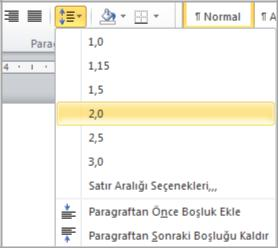 ¶ Normal
¶ A
Parag
4
1,0
1,15
1,5
2,0
2,5
3,0
Satır Aralığı Seçenekleri,,,
Paragraftan Önce Boşluk Ekle
Paragraftan Sonraki Boşluğu Kaldır